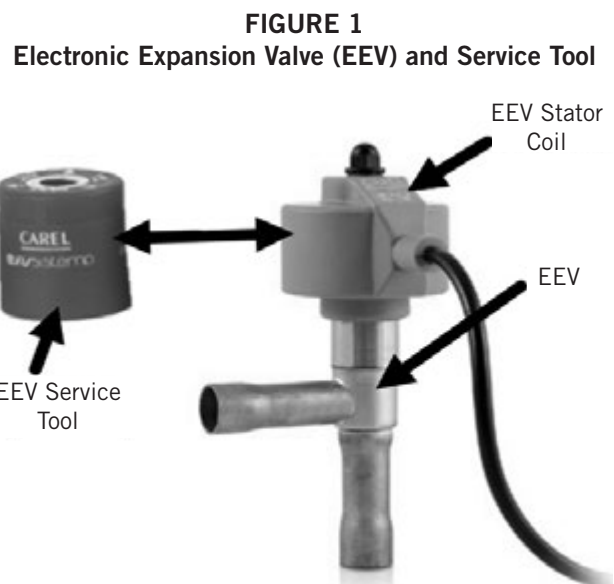 FIGURE 1
Electronic Expansion Valve (EEV) and Service Tool
EEV Stator
Coil
CAREL
EEV
EEV Service
Tool